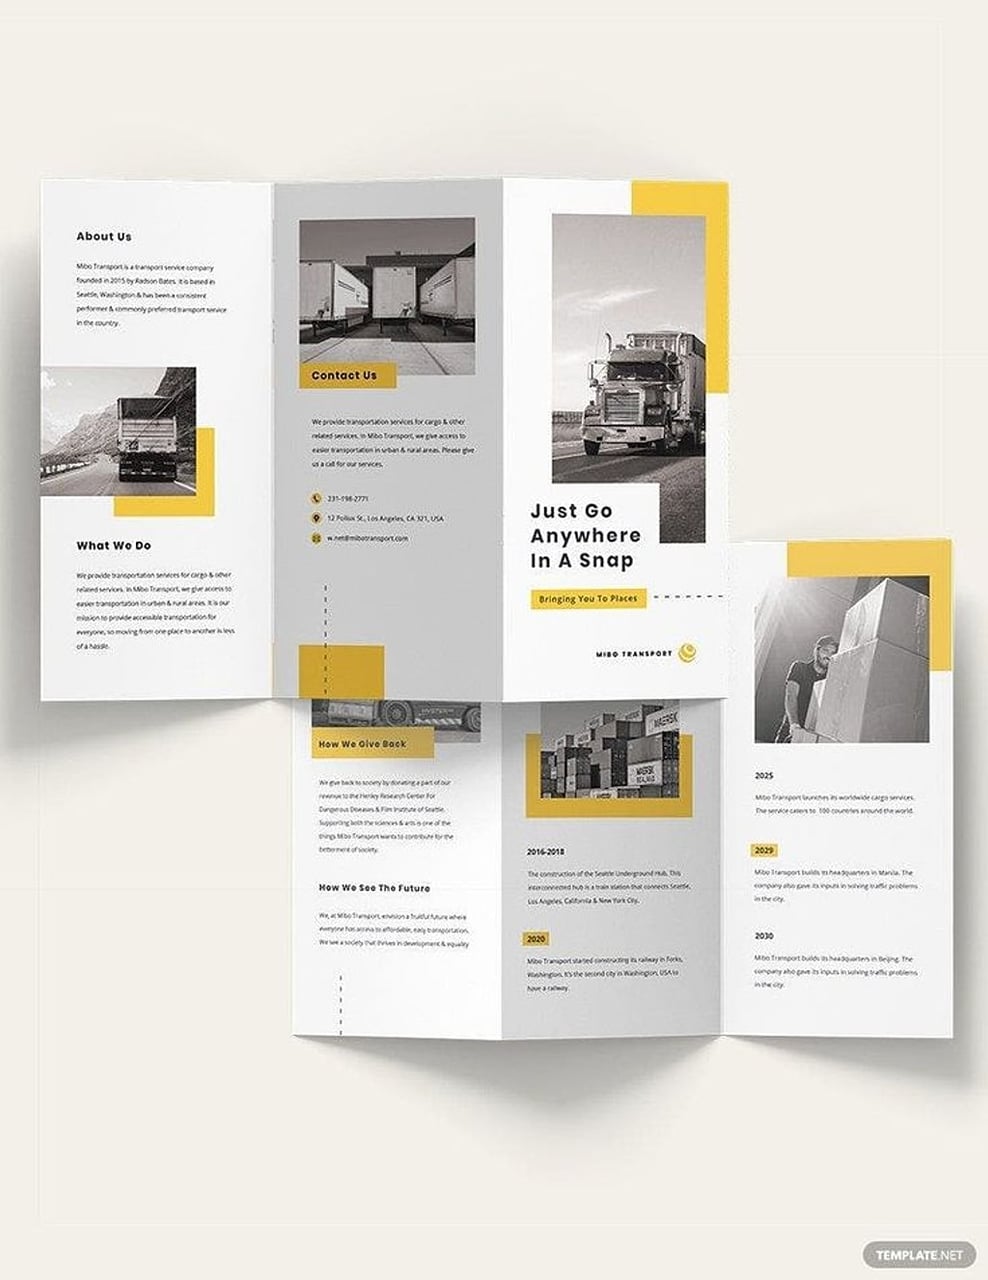 About Us
Mibo Transport is a transport service company
founded in 2015 by Radson Bates. It is based in
Seattle, Washington & has been a consistent
performer & commonly preferred transport service
in the country.
What We Do
We provide transportation services for cargo & other
related services. In Mibo Transport, we give access to
easier transportation in urban & rural areas. It is our
mission to provide accessible transportation for
everyone, so moving from one place to another is less
of a hassle.
Contact Us
We provide transportation services for cargo & other
related services. In Mibo Transport, we give access to
easier transportation in urban & rural areas. Please give
us a call for our services.
231-198-2771
12 Pollux St., Los Angeles, CA 321, USA
w.net@mibotransport.com
Just Go
Anywhere
In A Snap
Bringing You To Places
MIBO TRANSPORT
How We Give Back
We give back to society by donating a part of our
revenue to the Henley Research Center For
Dangerous Diseases & Film Institute of Seattle.
Supporting both the sciences & arts is one of the
things Mibo Transport wants to contribute for the
betterment of society.
How We See The Future
We, at Mibo Transport, envision a fruitful future where
everyone has access to affordable, easy transportation.
We see a society that thrives in development & equality
MAERSK
MAERSK
SEALAND
2016-2018
The construction of the Seattle Underground Hub. This
interconnected hub is a train station that connects Seattle,
Los Angeles, California & New York City.
2020
Mibo Transport started constructing its railway in Forks,
Washington. It's the second city in Washington, USA to
have a railway.
2025
Mibo Transport launches its worldwide cargo services.
The service caters to 100 countries around the world.
2029
Mibo Transport builds its headquarters in Manila. The
company also gave its inputs in solving traffic problems
in the city.
2030
Mibo Transport builds its headquarters in Beijing. The
company also gave its inputs in solving traffic problems
in the city.
TEMPLATE.NET